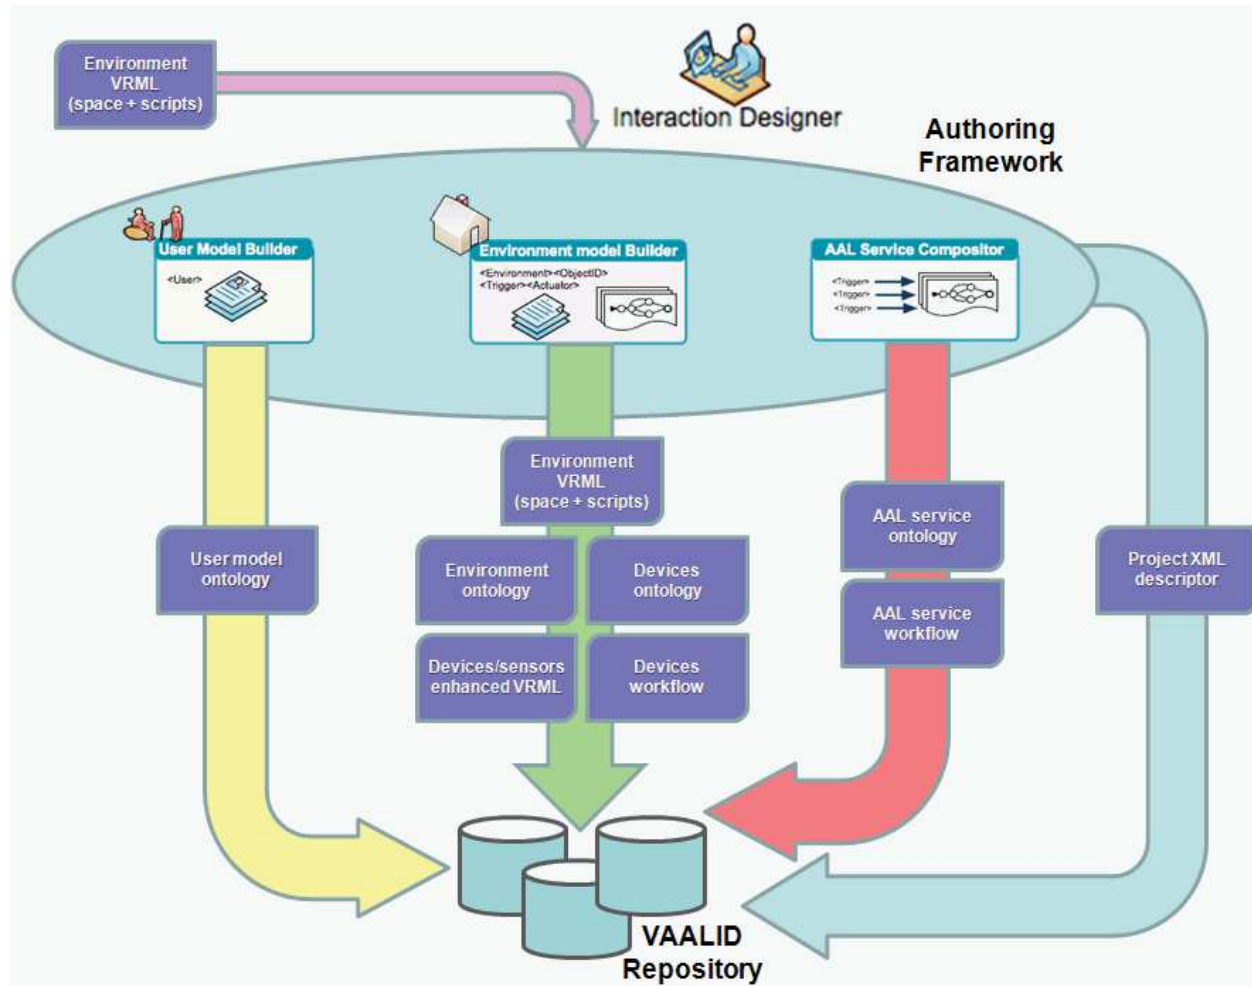 Environment
VRML
(space + scripts)
Interaction Designer
Authoring
Framework
User Model Builder
<User>
Environment model Builder
<Environment><ObjectID>
<Trigger><Actuator>
AAL Service Compositor
<Trigger>
<Trigger>
<Trigger>
Environment
VRML
(space + scripts)
User model
ontology
Environment
ontology
Devices
ontology
Devices/sensors
enhanced VRML
Devices
workflow
AAL service
ontology
AAL service
workflow
Project XML
descriptor
VAALID
Repository